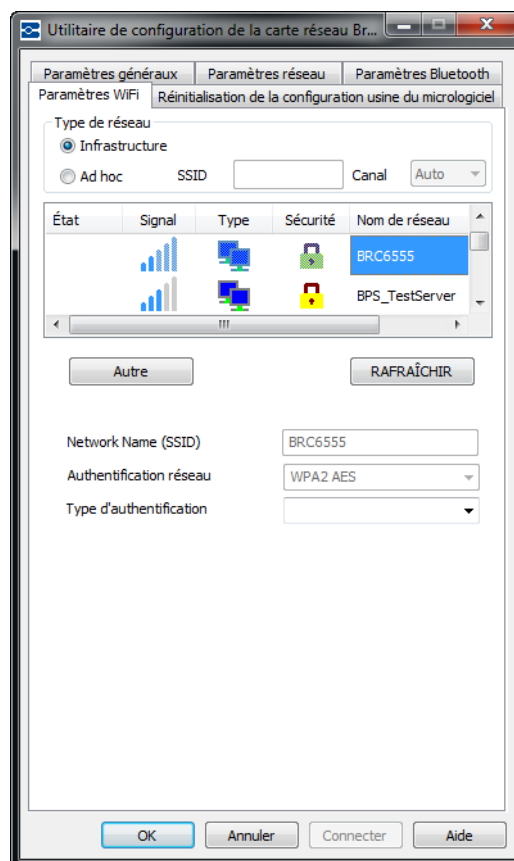 Utilitaire de configuration de la carte réseau Br...
Paramètres généraux
Paramètres réseau
Paramètres Bluetooth
Paramètres WiFi
Réinitialisation de la configuration usine du micrologiciel
Type de réseau
Infrastructure
Ad hoc
SSID
Canal
Auto
État
Signal
Type
Sécurité
Nom de réseau
BRC6555
BPS_TestServer
Autre
RAFRAÎCHIR
Network Name (SSID)
BRC6555
Authentification réseau
WPA2 AES
Type d'authentification
OK
Annuler
Connecter
Aide